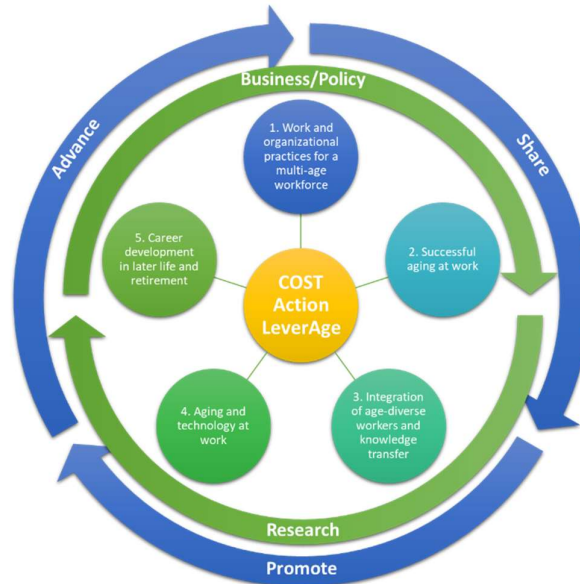 Business/Policy
Advance
Share
1. Work and
organizational
practices for a
multi-age
workforce
5. Career
development
in later life and
retirement
2. Successful
aging at work
COST
Action
LeverAge
4. Aging and
technology at
work
3. Integration
of age-diverse
workers and
knowledge
transfer
Research
Promote